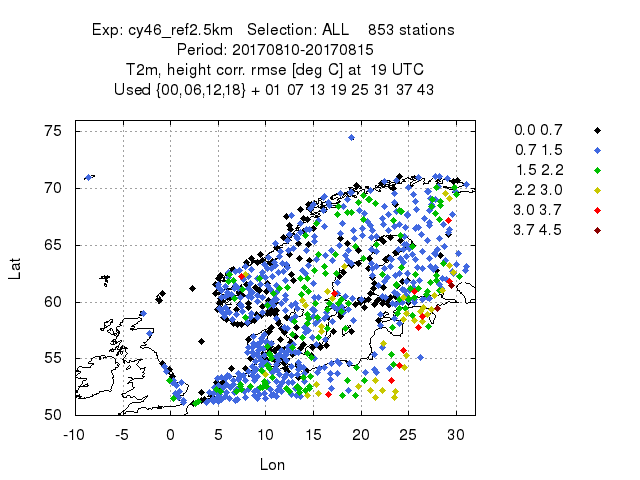 Exp: cy46_ref2.5km Selection: ALL 853 stations
Period: 20170810-20170815
T2m, height corr. rmse [deg C] at 19 UTC
Used {00,06,12,18} + 01 07 13 19 25 31 37 43
0.0 0.7
0.7 1.5
1.5 2.2
2.2 3.0
3.0 3.7
3.7 4.5
75
70
65
60
55
50
Lat
-10 -5 0 5 10 15 20 25 30
Lon